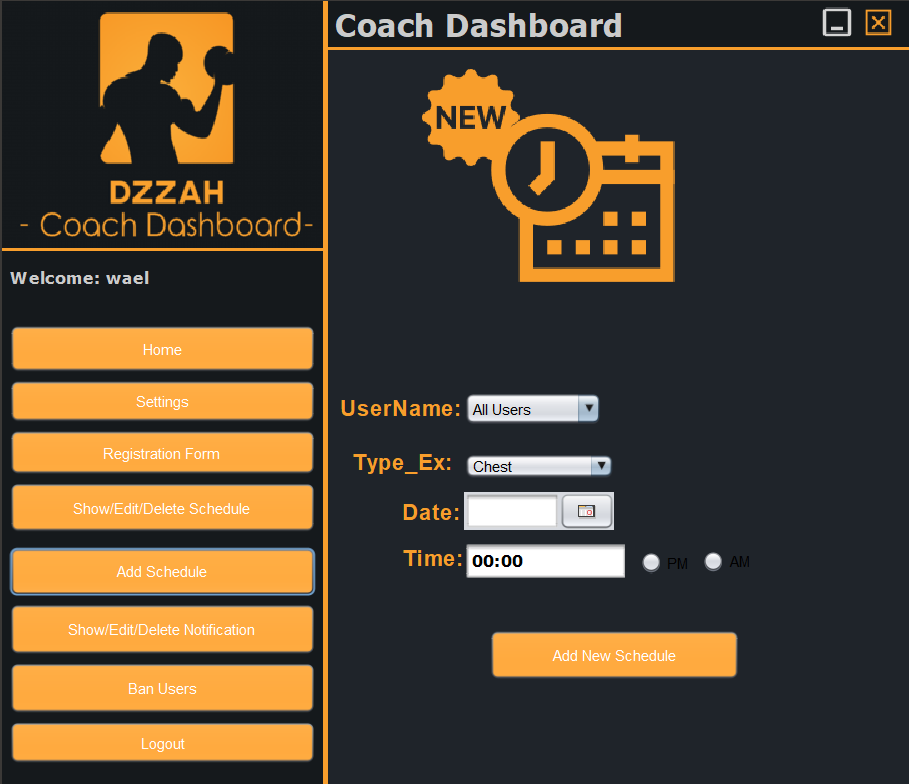 DZZAH
- Coach Dashboard-
Welcome: wael
Home
Settings
Registration Form
Show/Edit/Delete Schedule
Add Schedule
Show/Edit/Delete Notification
Ban Users
Logout
Coach Dashboard
NEW
UserName: All Users
Type_Ex: Chest
Date:
Time: 00:00 PM AM
Add New Schedule